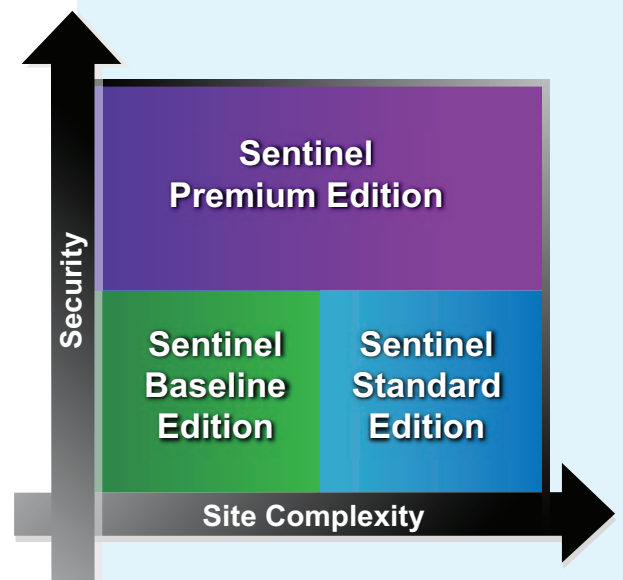 Sentinel
Premium Edition
Security
Sentinel
Baseline
Edition
Sentinel
Standard
Edition
Site Complexity